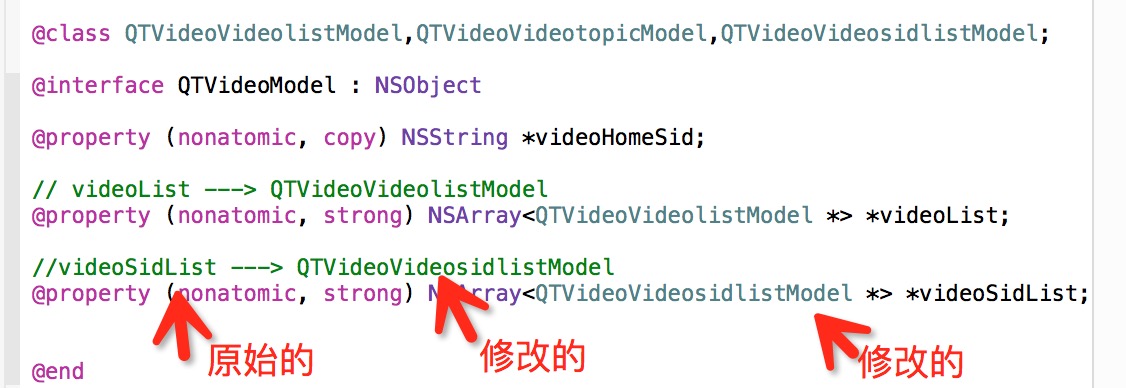 @class QTVideoVideolistModel,QTVideoVideotopicModel,QTVideoVideosidlistModel;
@interface QTVideoModel : NSObject
@property (nonatomic, copy) NSString *videoHomeSid;
// videoList ---> QTVideoVideolistModel
@property (nonatomic, strong) NSArray<QTVideoVideolistModel *> *videoList;
//videoSidList ---> QTVideoVideosidlistModel
@property (nonatomic, strong) NSArray<QTVideoVideosidlistModel *> *videoSidList;
原始的 修改的 修改的
@end